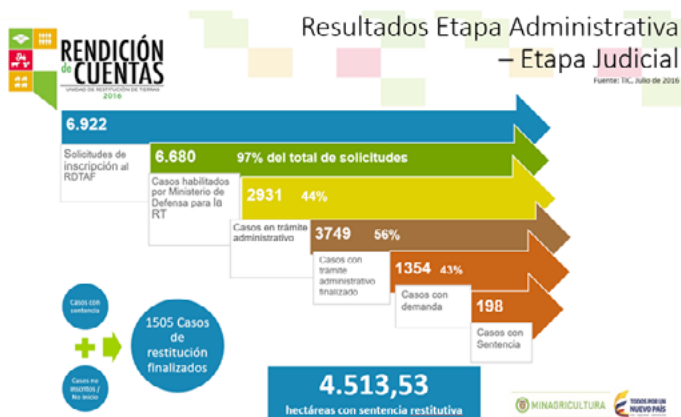 Resultados Etapa Administrativa
– Etapa Judicial
Fuente: TIC, Julio de 2016
RENDICIÓN
de CUENTAS
UNIDAD DE RESTITUCIÓN DE TIERRAS
2016
6.922
Solicitudes de
inscripción al
RDTAF
6.680 97% del total de solicitudes
Casos habilitados
por Ministerio de
Defensa para la
RT
2931 44%
Casos en trámite
administrativo
3749 56%
Casos con
trámite
administrativo
finalizado
1354 43%
Casos con
demanda
198
Casos con
Sentencia
Casos con
sentencia
Casos no
inscritos /
No inicio
1505 Casos
de
restitución
finalizados
4.513,53
hectáreas con sentencia restitutiva
MINAGRICULTURA
TODOS POR UN
NUEVO PAÍS